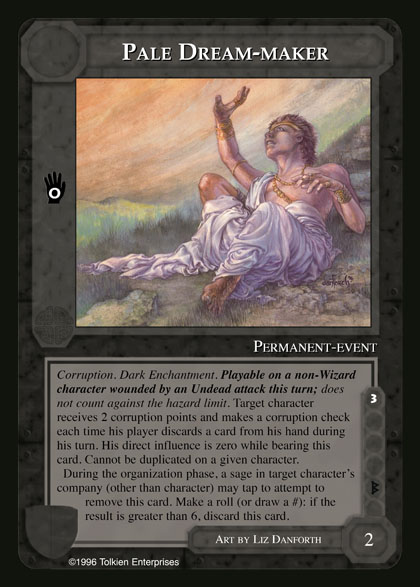 PALE DREAM-MAKER
PERMANENT-EVENT
Corruption. Dark Enchantment. Playable on a non-Wizard
character wounded by an Undead attack this turn; does
not count against the hazard limit. Target character
receives 2 corruption points and makes a corruption check
each time his player discards a card from his hand during
his turn. His direct influence is zero while bearing this
card. Cannot be duplicated on a given character.
During the organization phase, a sage in target character's
company (other than character) may tap to attempt to
remove this card. Make a roll (or draw a #): if the
result is greater than 6, discard this card.
3
ART BY LIZ DANFORTH
2
©1996 Tolkien Enterprises